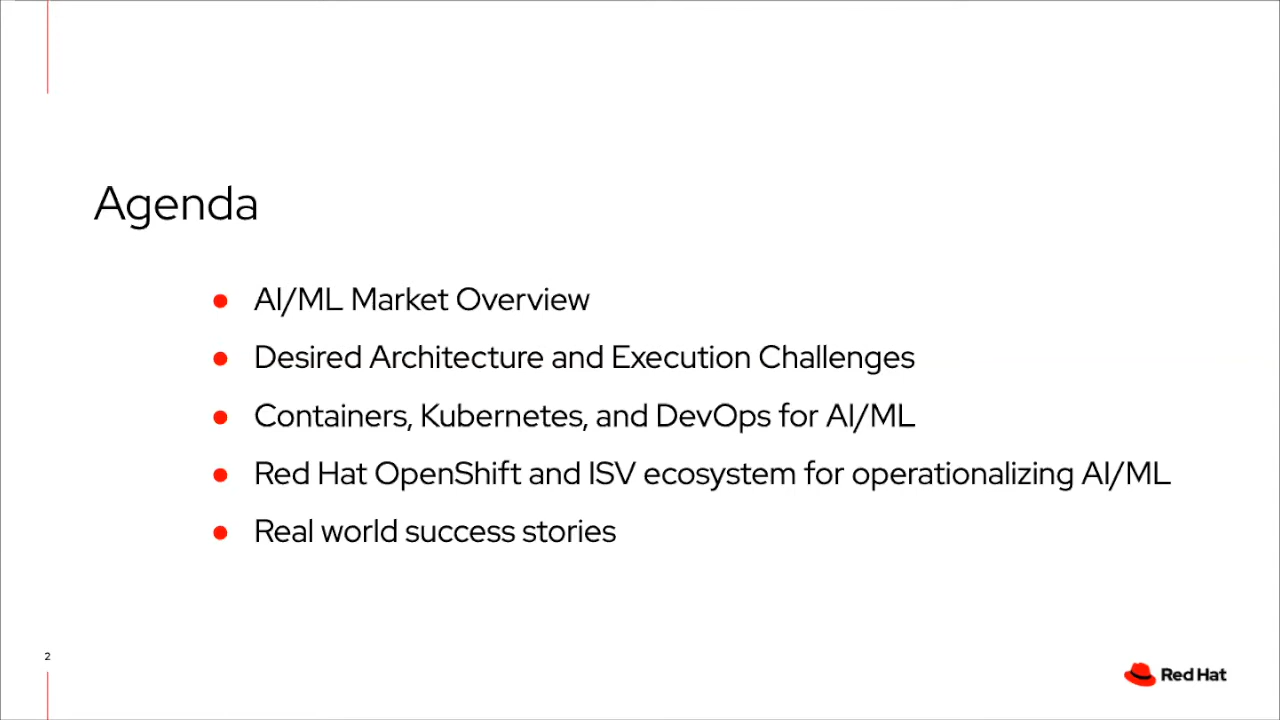 Agenda
AI/ML Market Overview
Desired Architecture and Execution Challenges
Containers, Kubernetes, and DevOps for AI/ML
Red Hat OpenShift and ISV ecosystem for operationalizing AI/ML
Real world success stories
2
Red Hat